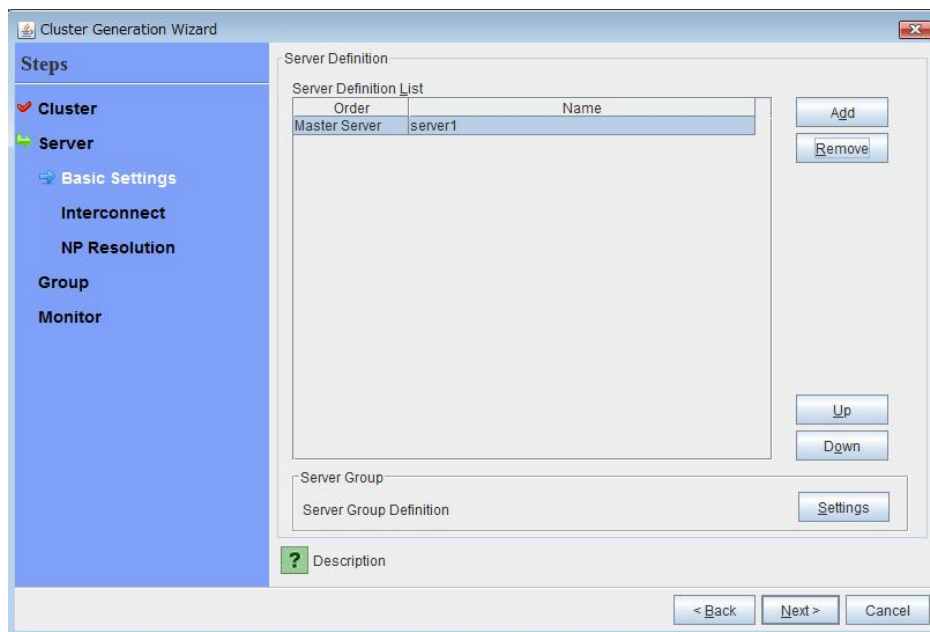 Cluster Generation Wizard
Steps
Cluster
Server
Basic Settings
Interconnect
NP Resolution
Group
Monitor
Server Definition
Server Definition List
Order Name
Master Server server1
Add
Remove
Up
Down
Server Group
Server Group Definition
Settings
? Description
< Back Next > Cancel